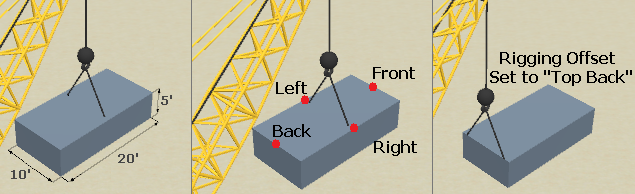 5'
10'
20'
Left
Front
Back
Right
Rigging Offset
Set to "Top Back"